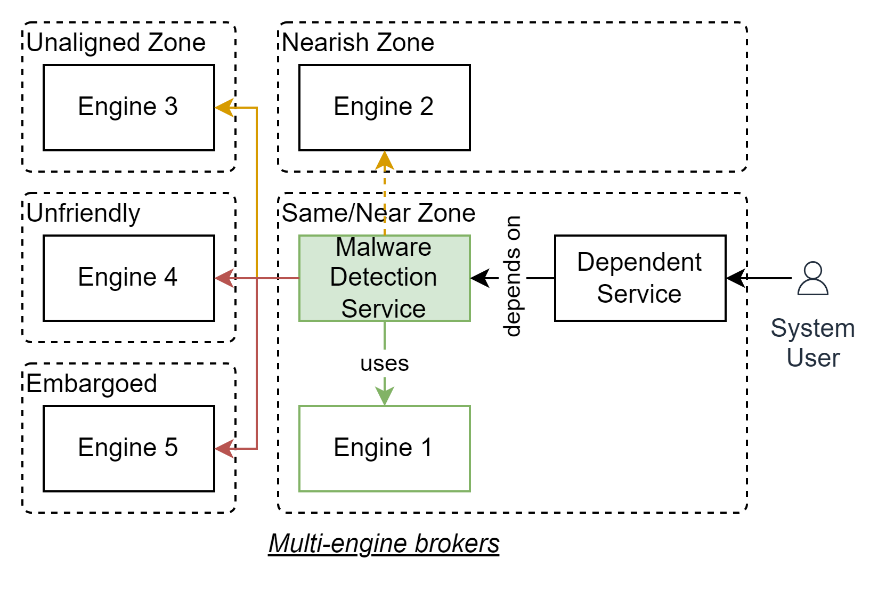 Unaligned Zone
Engine 3
Nearish Zone
Engine 2
Unfriendly
Engine 4
Same/Near Zone
Malware
Detection
Service
depends on
Dependent
Service
System
User
uses
Embargoed
Engine 5
Engine 1
Multi-engine brokers